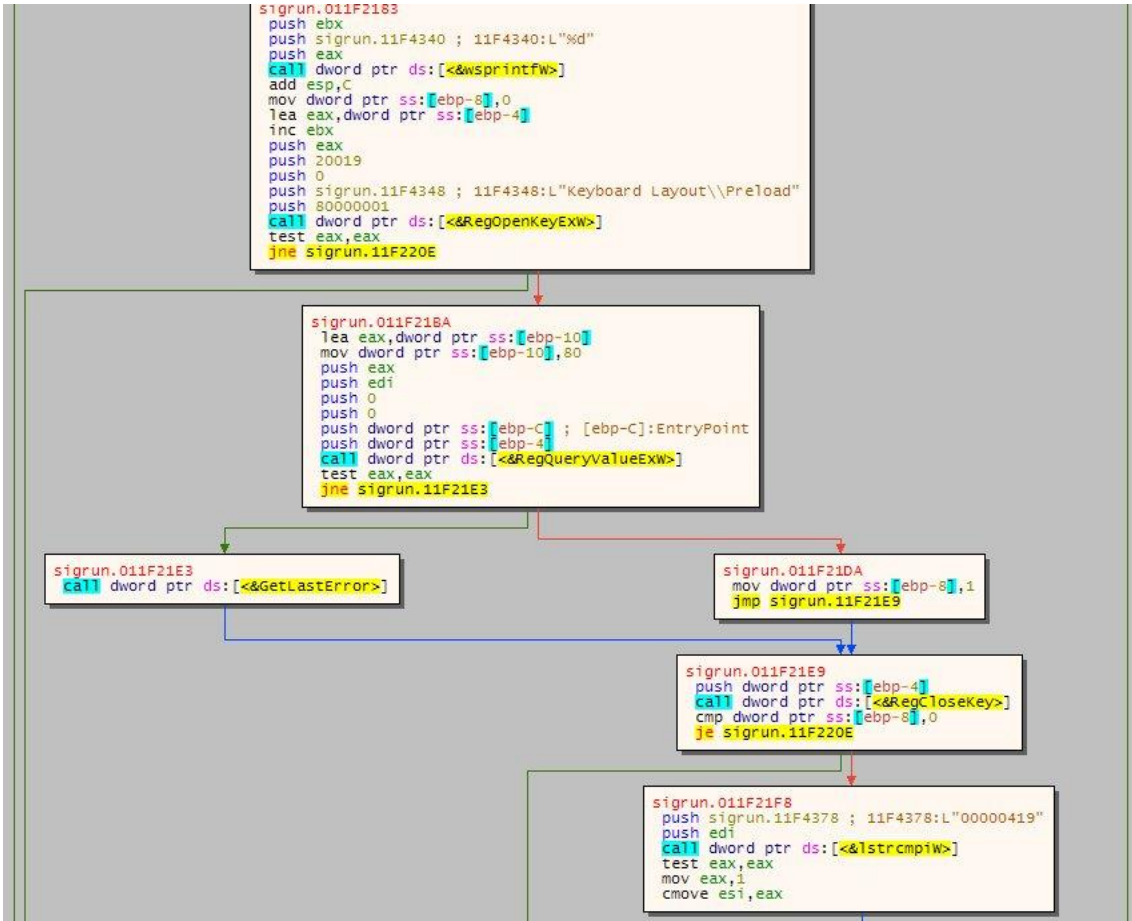 sigrun.011F2183
push ebx
push sigrun.11F4340 ; 11F4340:L"%d"
push eax
call dword ptr ds:[<&wsprintfW>]
add esp,C
mov dword ptr ss:[ebp-8],0
lea eax,dword ptr ss:[ebp-4]
inc ebx
push eax
push 20019
push 0
push sigrun.11F4348 ; 11F4348:L"Keyboard Layout\\Preload"
push 80000001
call dword ptr ds:[<&RegOpenKeyExW>]
test eax,eax
jne sigrun.11F220E
sigrun.011F21BA
lea eax,dword ptr ss:[ebp-10]
mov dword ptr ss:[ebp-10],80
push eax
push edi
push 0
push 0
push dword ptr ss:[ebp-C] ; [ebp-C]:EntryPoint
push dword ptr ss:[ebp-4]
call dword ptr ds:[<&RegQueryValueExW>]
test eax,eax
jne sigrun.11F21E3
sigrun.011F21E3
call dword ptr ds:[<&GetLastError>]
sigrun.011F21DA
mov dword ptr ss:[ebp-8],1
jmp sigrun.11F21E9
sigrun.011F21E9
push dword ptr ss:[ebp-4]
call dword ptr ds:[<&RegCloseKey>]
cmp dword ptr ss:[ebp-8],0
je sigrun.11F220E
sigrun.011F21F8
push sigrun.11F4378 ; 11F4378:L"00000419"
push edi
call dword ptr ds:[<&lstrcmpiW>]
test eax,eax
mov eax,1
cmove esi,eax